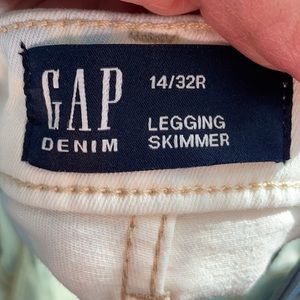 GAP
DENIM
14/32R
LEGGING
SKIMMER